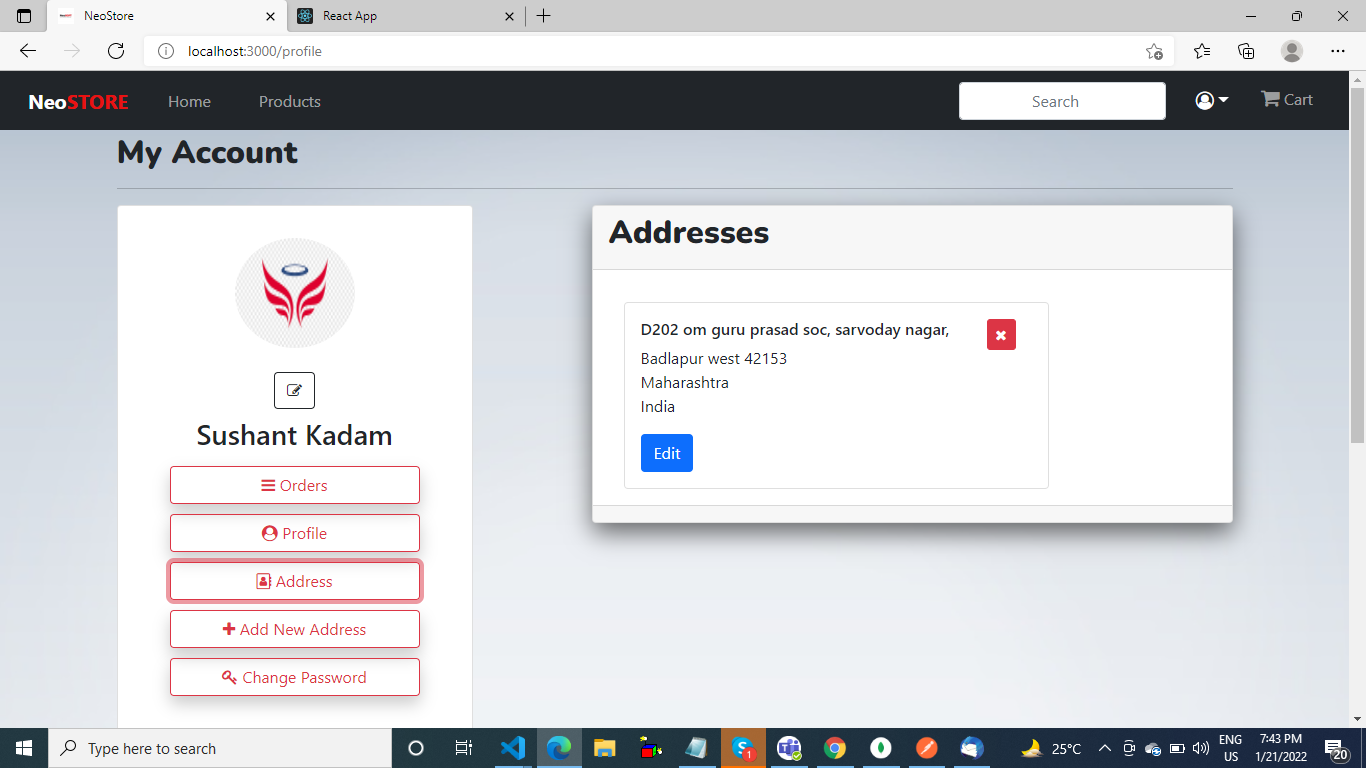 NeoStore
React App
localhost:3000/profile
NeoSTORE
Home
Products
Search
Cart
My Account
Sushant Kadam
Orders
Profile
Address
Add New Address
Change Password
Addresses
D202 om guru prasad soc, sarvoday nagar,
Badlapur west 42153
Maharashtra
India
Edit
Type here to search
1
25°C
ENG
US
7:43 PM
1/21/2022
20